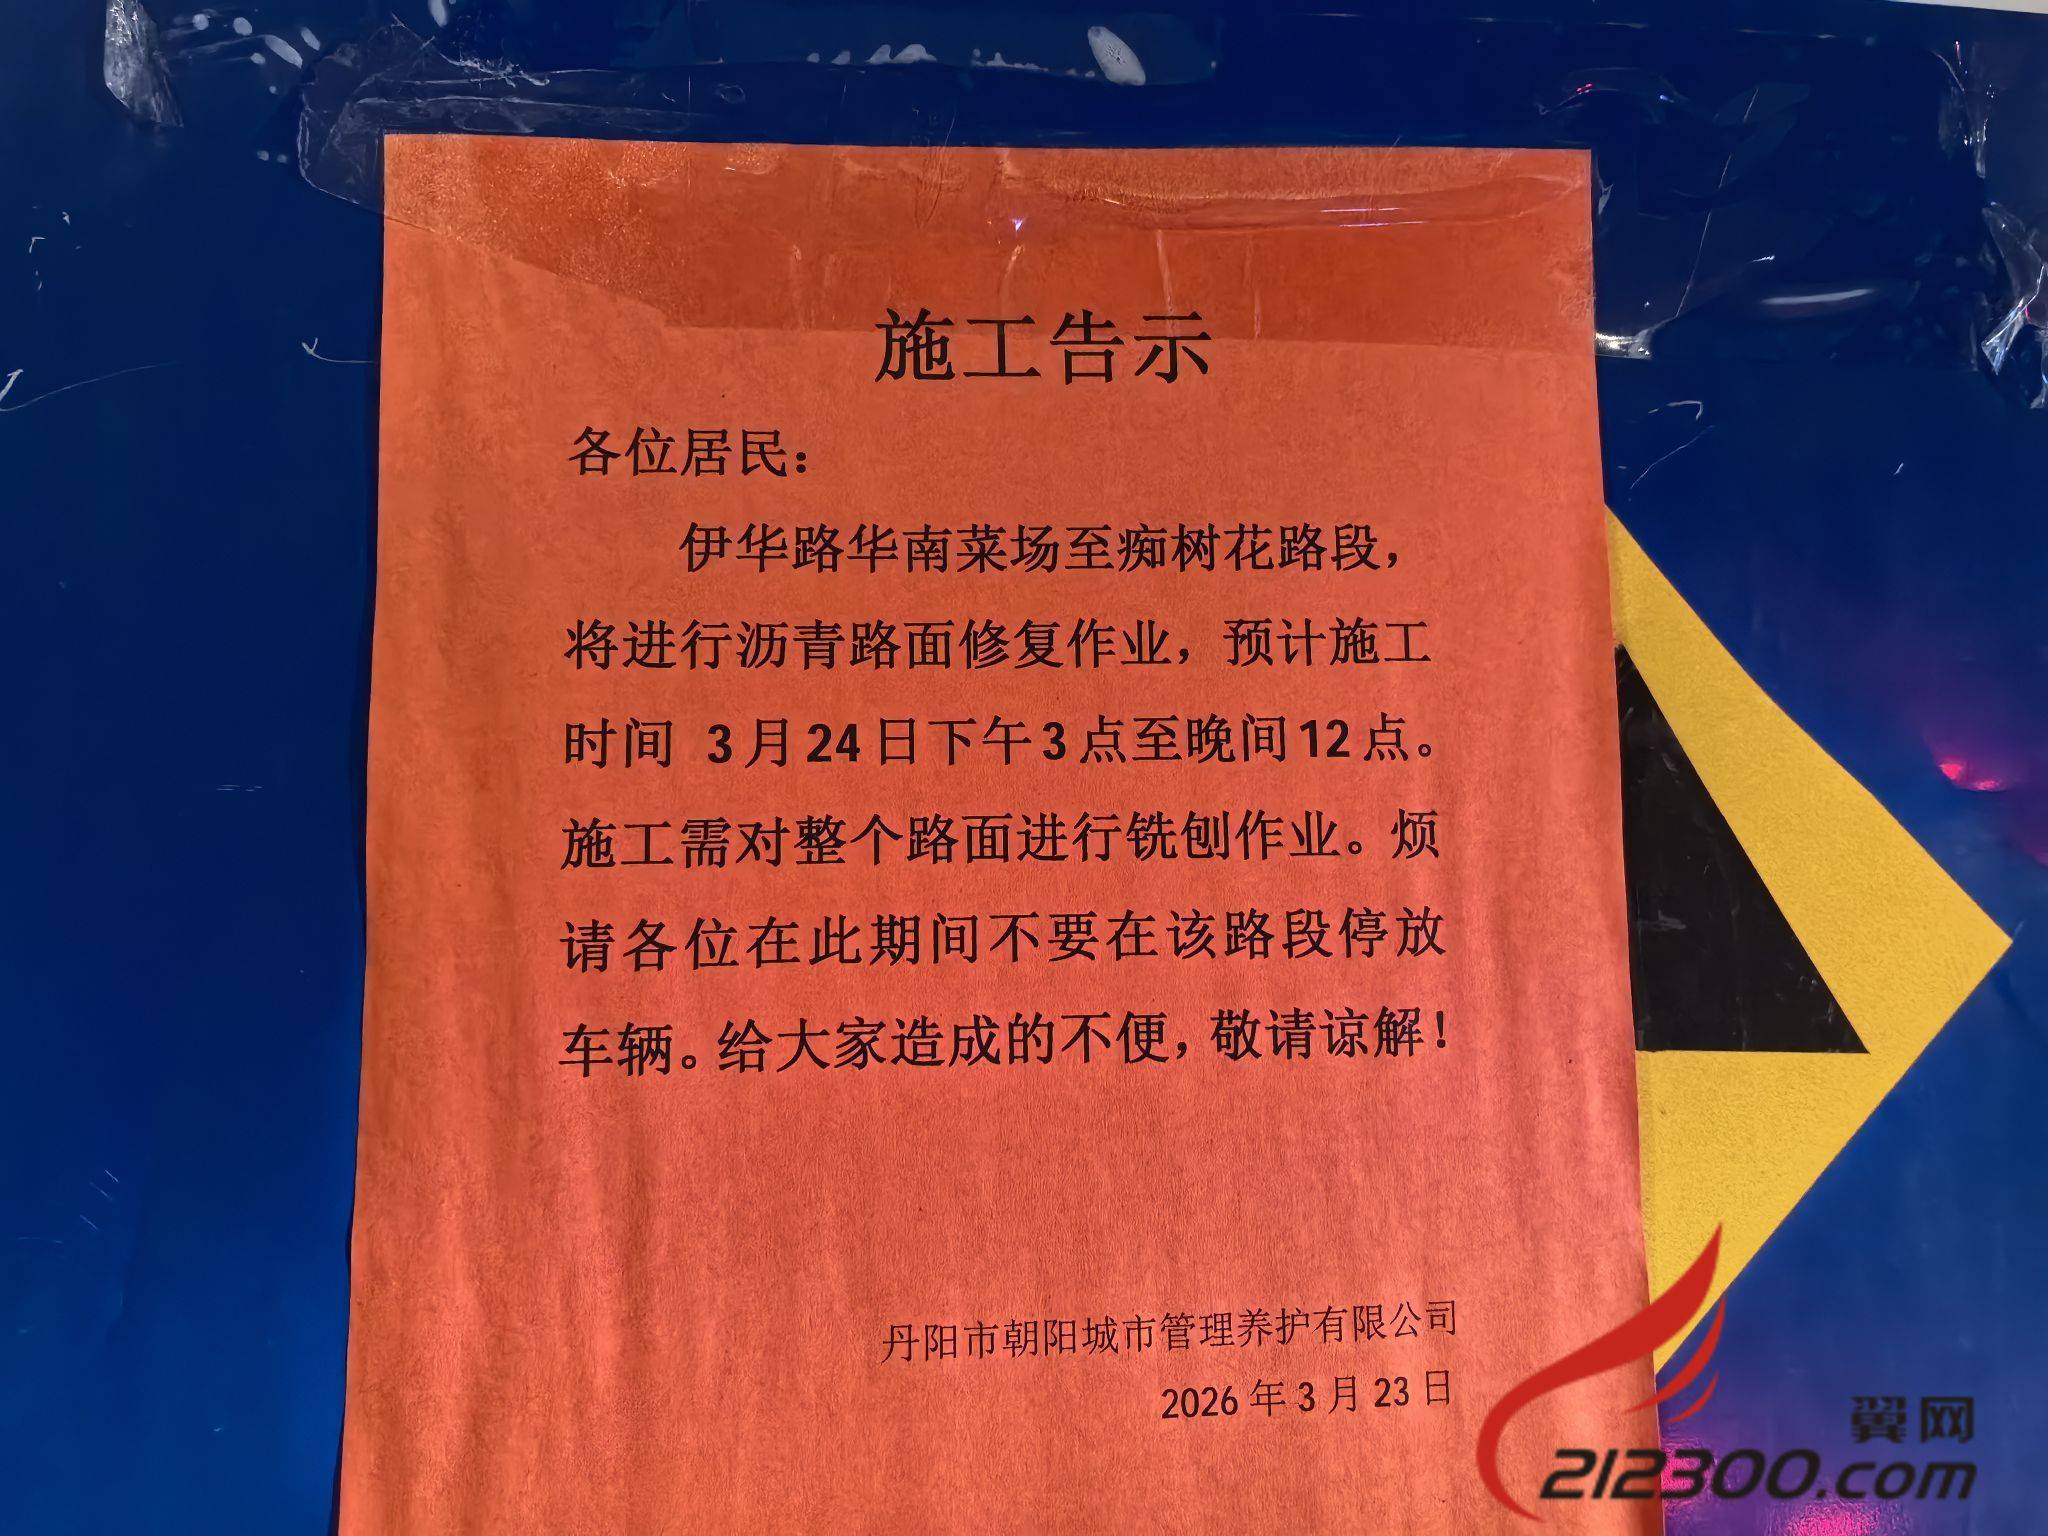 施工告示
各位居民：
伊华路华南菜场至痴树花路段，
将进行沥青路面修复作业，预计施工
时间 3月24日下午3点至晚间12点。
施工需对整个路面进行铣刨作业。烦
请各位在此期间不要在该路段停放
车辆。给大家造成的不便，敬请谅解！
丹阳市朝阳城市管理养护有限公司
2026年3月23日
翼网
212300.com